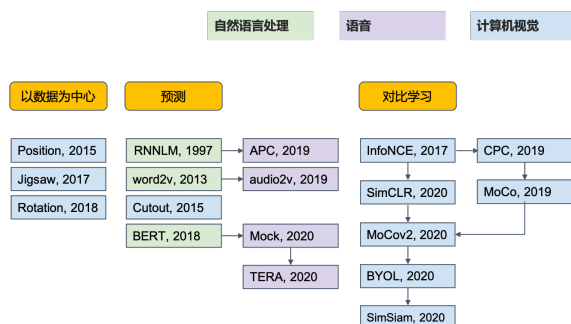 自然语言处理 语音 计算机视觉
以数据为中心 预测 对比学习
Position, 2015 RNNLM, 1997 APC, 2019 InfoNCE, 2017 CPC, 2019
Jigsaw, 2017 word2v, 2013 audio2v, 2019 SimCLR, 2020 MoCo, 2019
Rotation, 2018 Cutout, 2015 MoCov2, 2020
BERT, 2018 Mock, 2020 BYOL, 2020
TERA, 2020 SimSiam, 2020